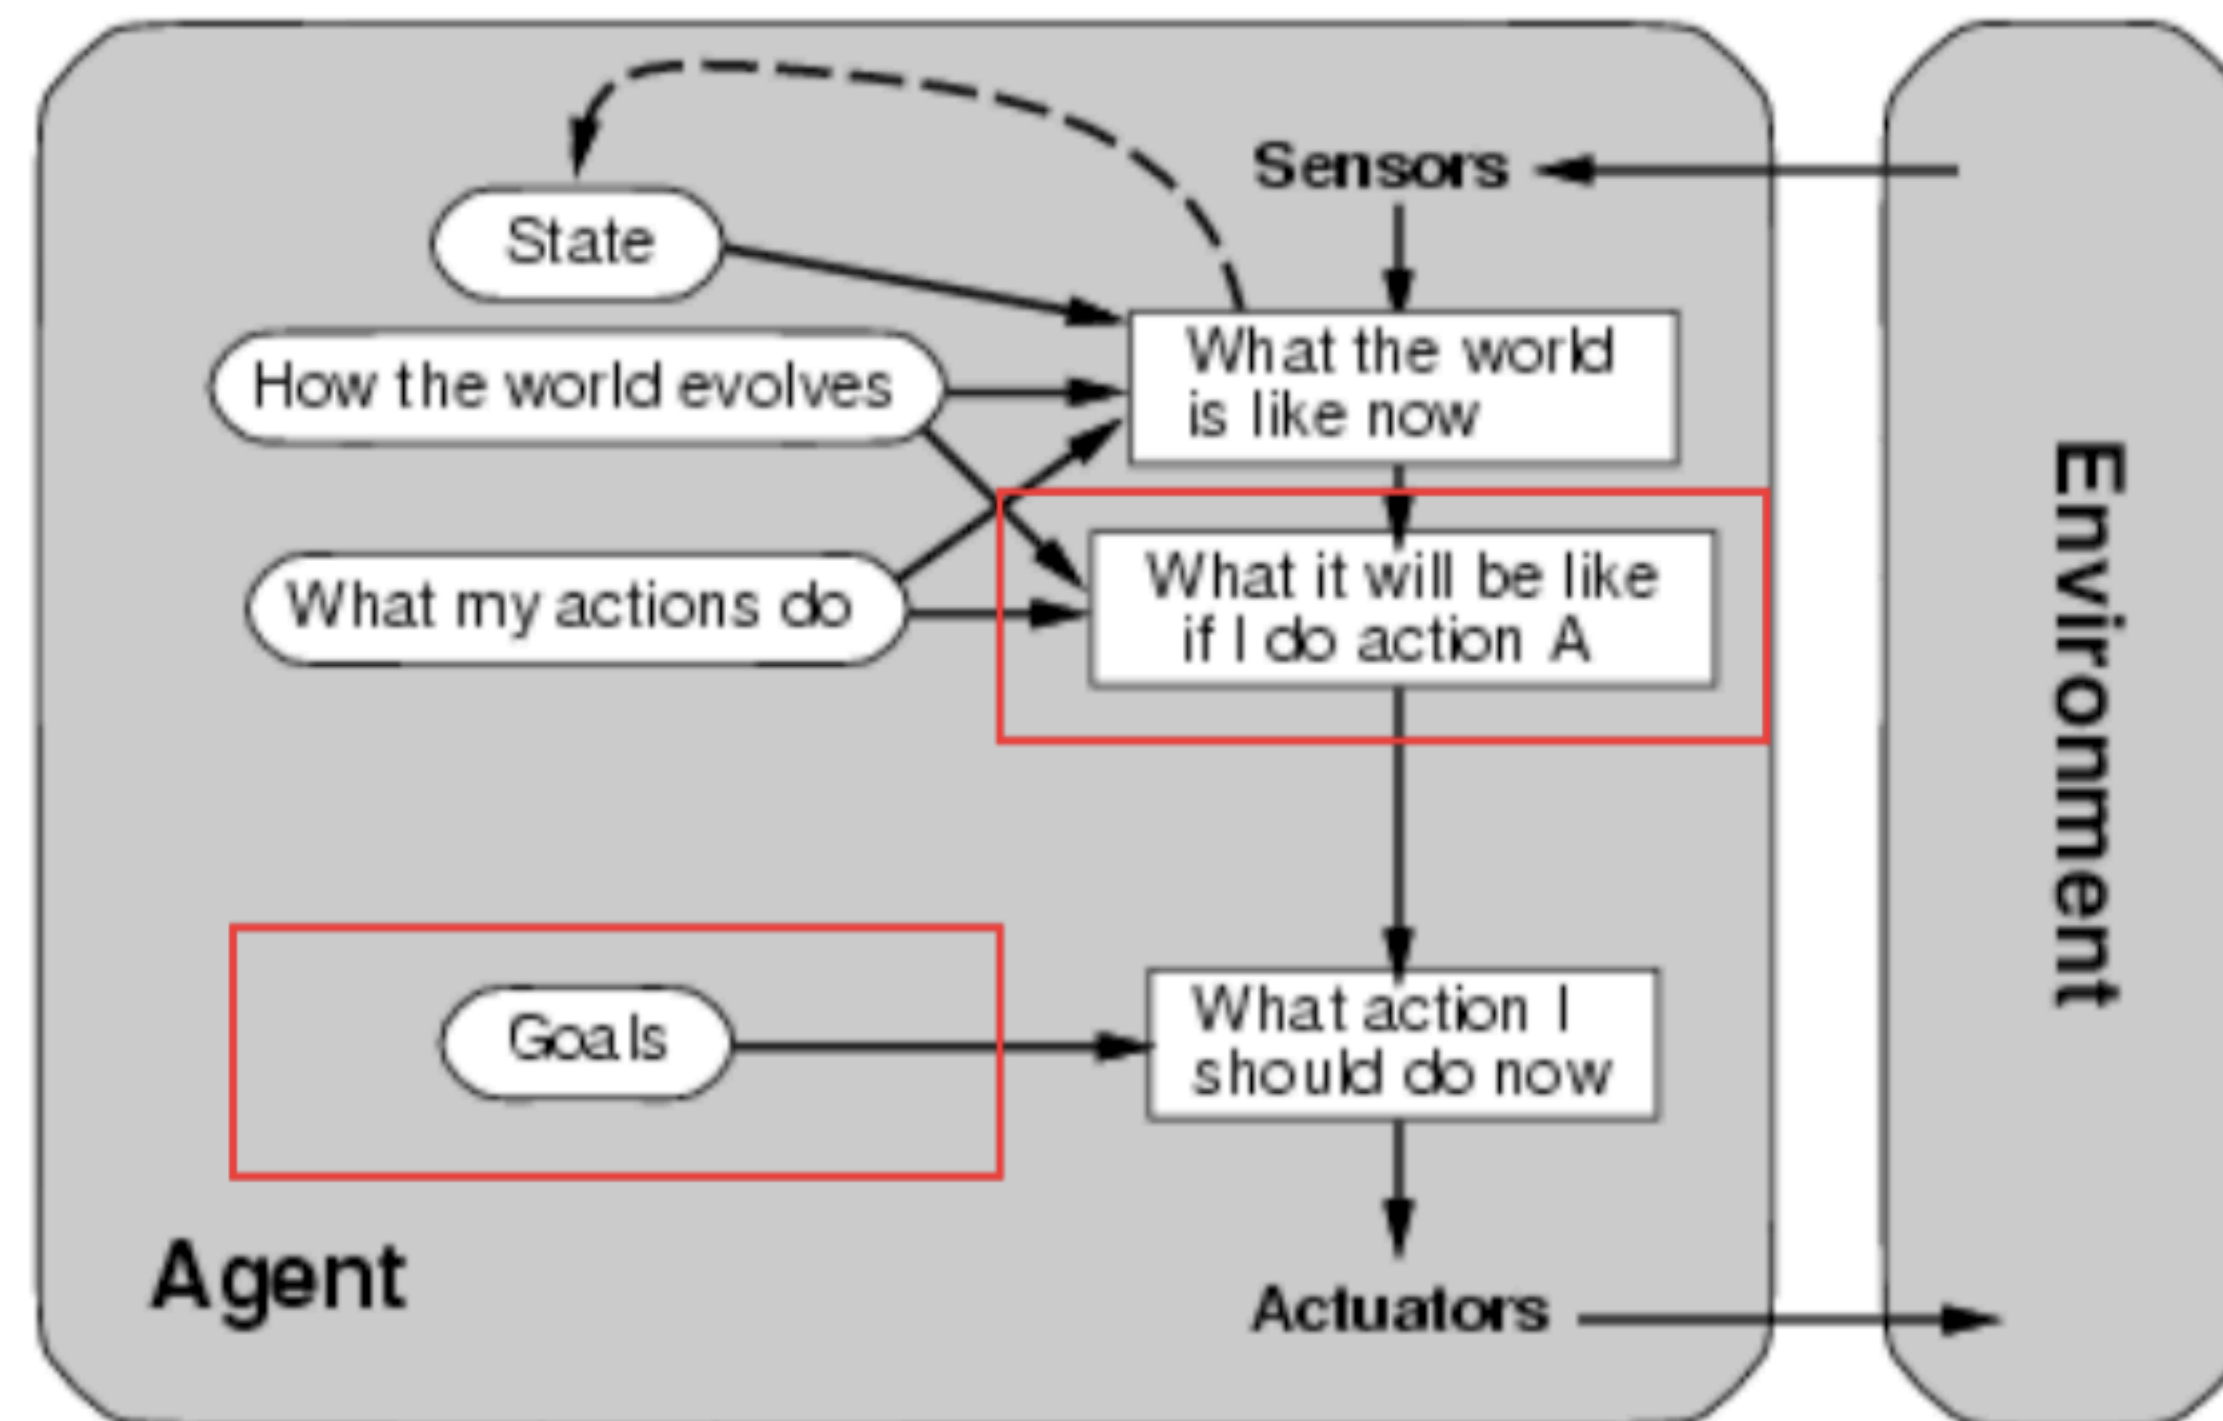 Sensors
State
What the world
is like now
How the world evolves
What my actions do
What it will be like
if I do action A
Goals
What action I
should do now
Agent
Actuators
Environment